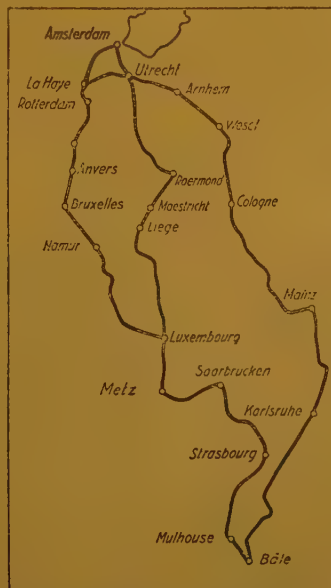 Amsterdam
Utrecht
La Haye
Rotterdam
Arnhem
Wesel
Anvers
Roermond
Bruxelles
Maestricht
Cologne
Liege
Namur
Mainz
Luxembourg
Saarbrucken
Metz
Karlsruhe
Strasbourg
Mulhouse
Bâle